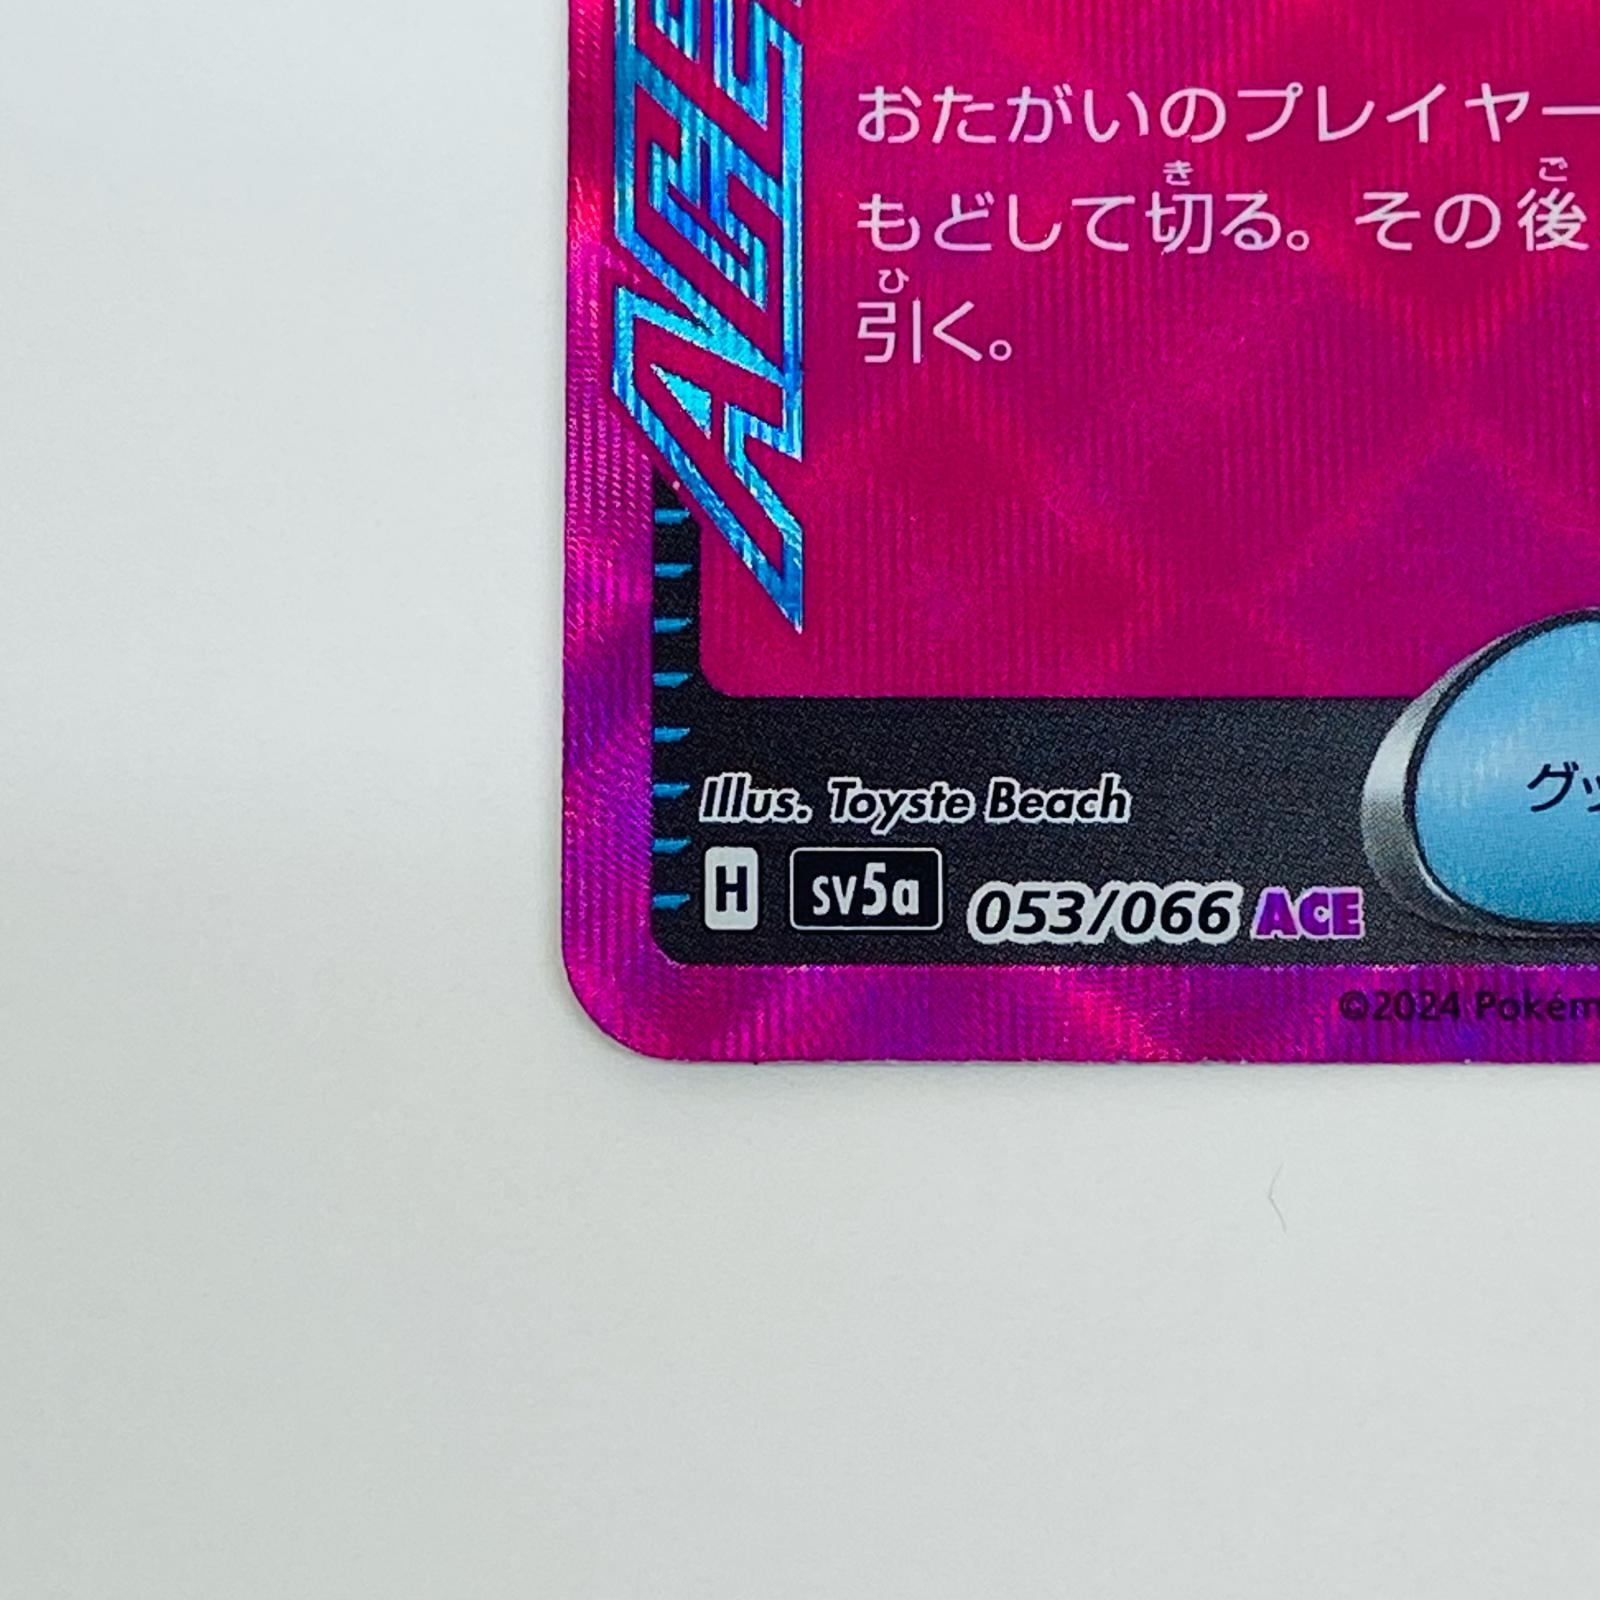 おたがいのプレイヤー
もどして切る。その後
引く。
Illus. Toyste Beach
H sv5a 053/066 ACE
グッ
©2024 Pokém